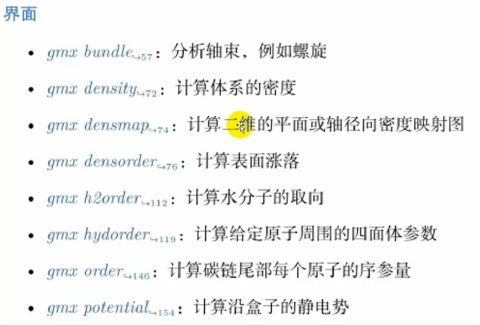 界面
• gmx bundle↪57：分析轴束，例如螺旋
• gmx density↪72：计算体系的密度
• gmx densmap↪74：计算二维的平面或轴径向密度映射图
• gmx densorder↪76：计算表面涨落
• gmx h2order↪112：计算水分子的取向
• gmx hydorder↪119：计算给定原子周围的四面体参数
• gmx order↪146：计算碳链尾部每个原子的序参量
• gmx potential↪154：计算沿盒子的静电势